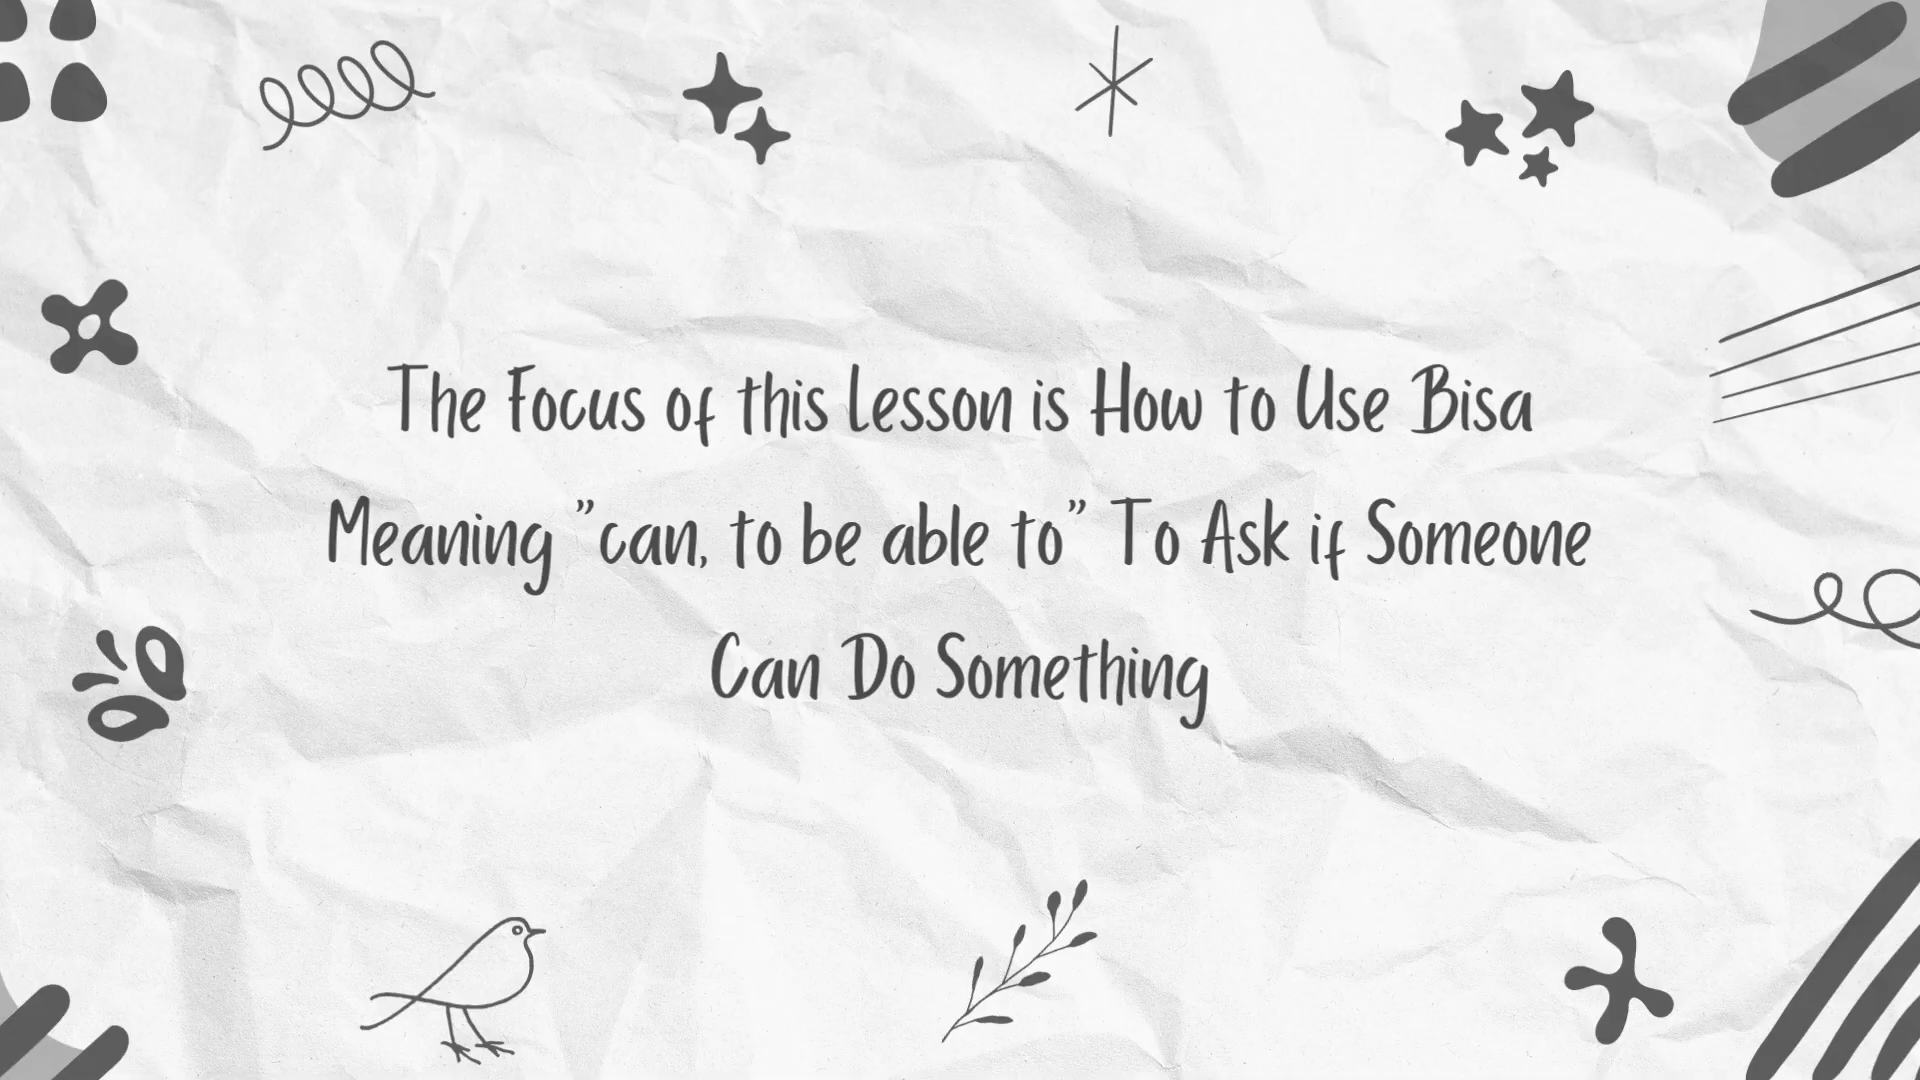 The Focus of this Lesson is How to Use Bisa
Meaning "can, to be able to" To Ask if Someone
Can Do Something